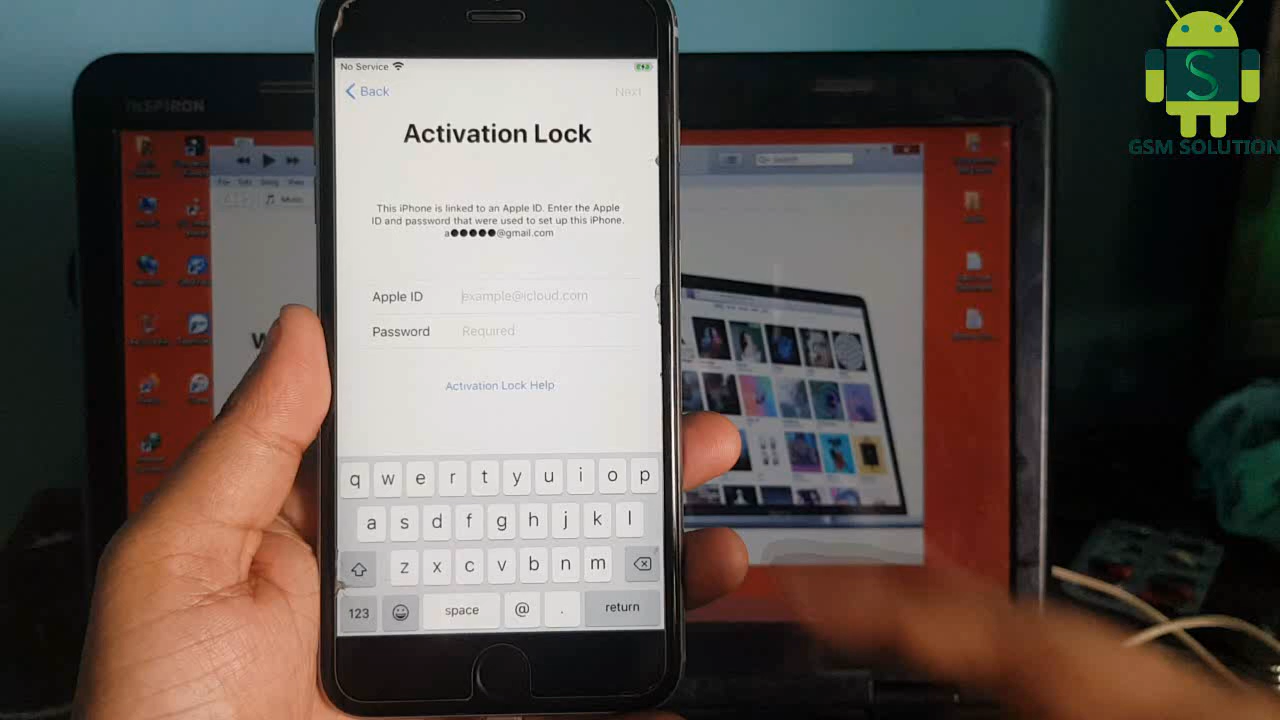 INSPIRON
No Service
Back
Next
Activation Lock
This iPhone is linked to an Apple ID. Enter the Apple
ID and password that were used to set up this iPhone.
a●●●●●@gmail.com
Apple ID
example@icloud.com
Password
Required
Activation Lock Help
q w e r t y u i o p
a s d f g h j k l
z x c v b n m
123
space
@
.
return
Music
Search
S
GSM SOLUTION